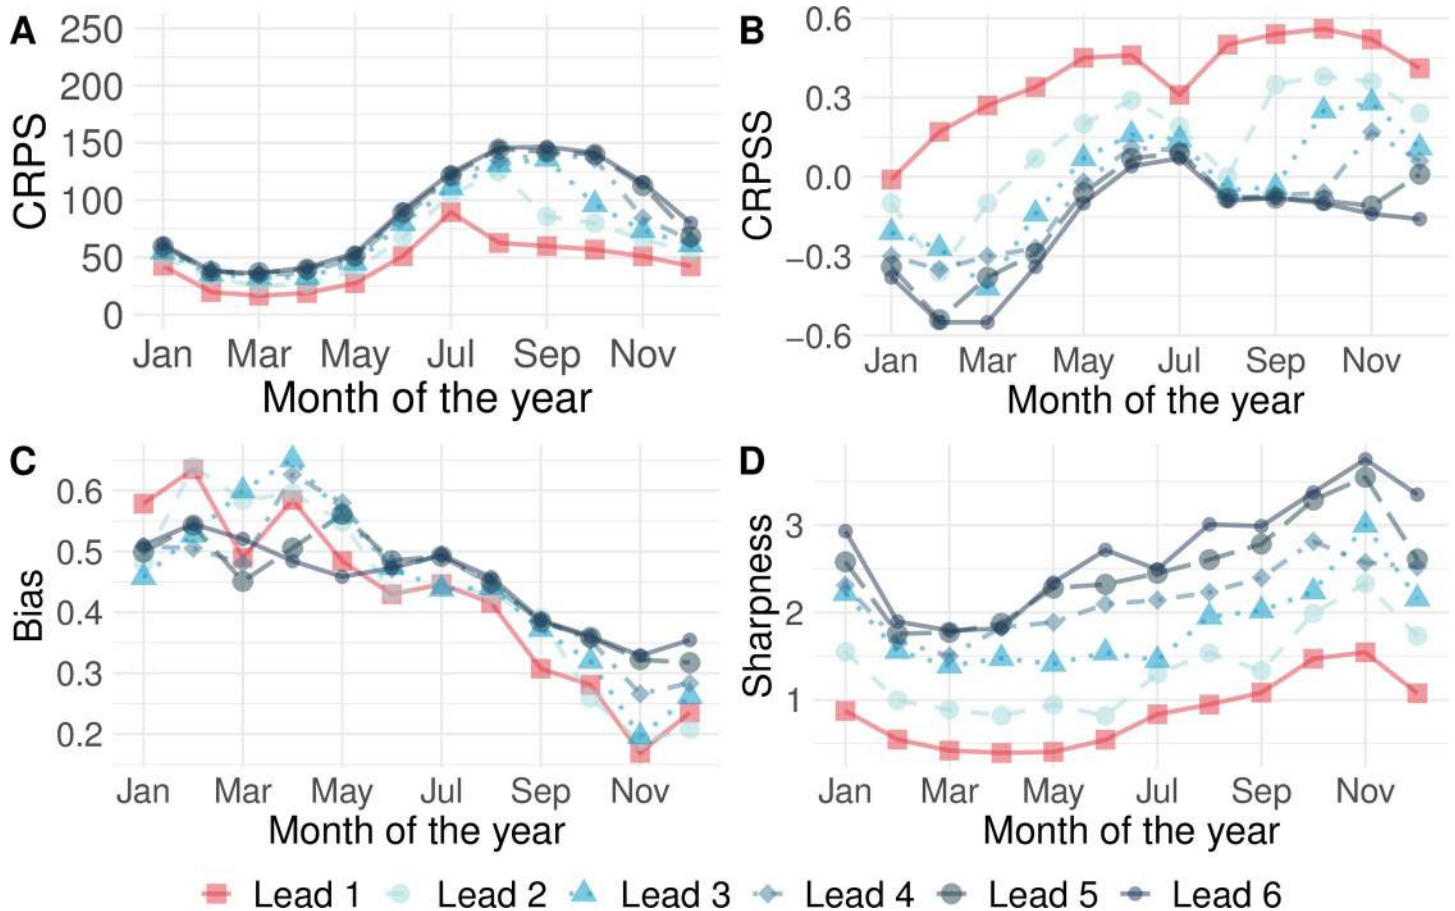 A
CRPS
250
200
150
100
50
0
Jan Mar May Jul Sep Nov
Month of the year
B
CRPSS
0.6
0.3
0.0
−0.3
−0.6
Jan Mar May Jul Sep Nov
Month of the year
C
Bias
0.6
0.5
0.4
0.3
0.2
Jan Mar May Jul Sep Nov
Month of the year
D
Sharpness
3
2
1
Jan Mar May Jul Sep Nov
Month of the year
Lead 1 Lead 2 Lead 3 Lead 4 Lead 5 Lead 6